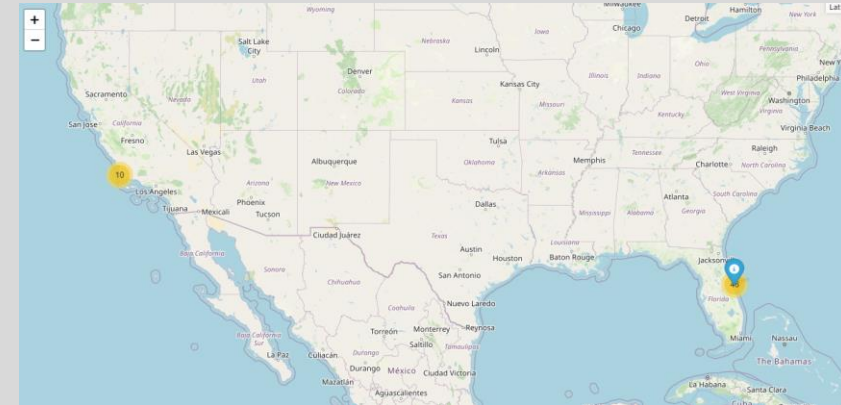 +
−
Wyoming
Milwaukee
Hamilton
Lat
New York
Detroit
Chicago
Iowa
Nebraska
Salt Lake
City
Lincoln
Pennsylvania
New Y
Ohio
Denver
Utah
Illinois
Indiana
Philadelphia
Kansas City
Colorado
West Virginia
Sacramento
Nevada
Kansas
Missouri
Washington
Virginia
Kentucky
San Jose
California
Virginia Beach
Fresno
Tulsa
Las Vegas
Raleigh
Tennessee
Albuquerque
Memphis
Oklahoma
Charlotte
North Carolina
10
Arkansas
Los Angeles
Arizona
New Mexico
South Carolina
Atlanta
Phoenix
Dallas
Tijuana
Mexicali
Tucson
Mississippi
Alabama
Georgia
Ciudad Juárez
Texas
Austin
Louisiana
Baja California
Houston
Baton Rouge
Jacksonv
Sonora
San Antonio
Chihuahua
Florida
Coahuila
Nuevo Laredo
Torreón
Monterrey
Reynosa
Baja California
Sur
Miami
Nassau
Saltillo
Tamaulipas
La Paz
Culiacán
Durango
The Bahamas
Durango
México
Ciudad Victoria
Mazatlán
La Habana
Santa Clara
Aguascalientes
Cuba